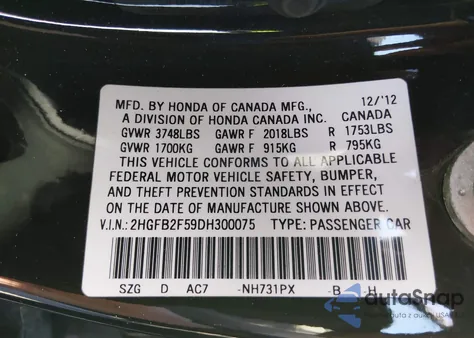 MFD. BY HONDA OF CANADA MFG., 12/'12
A DIVISION OF HONDA CANADA INC. CANADA
GVWR 3748LBS GAWR F 2018LBS R 1753LBS
GVWR 1700KG GAWR F 915KG R 795KG
THIS VEHICLE CONFORMS TO ALL APPLICABLE
FEDERAL MOTOR VEHICLE SAFETY, BUMPER,
AND THEFT PREVENTION STANDARDS IN EFFECT
ON THE DATE OF MANUFACTURE SHOWN ABOVE.
V.I.N.: 2HGFB2F59DH300075 TYPE: PASSENGER CAR
SZG D AC7 -NH731PX -B -H
autoSnap